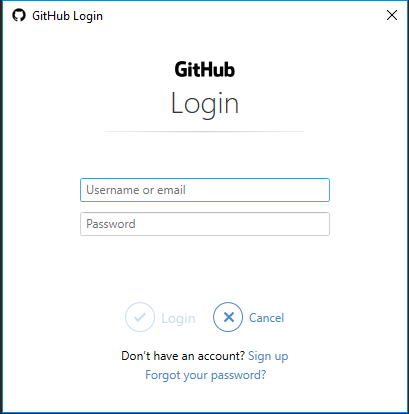 GitHub Login
GitHub
Login
Username or email
Password
Login Cancel
Don't have an account? Sign up
Forgot your password?